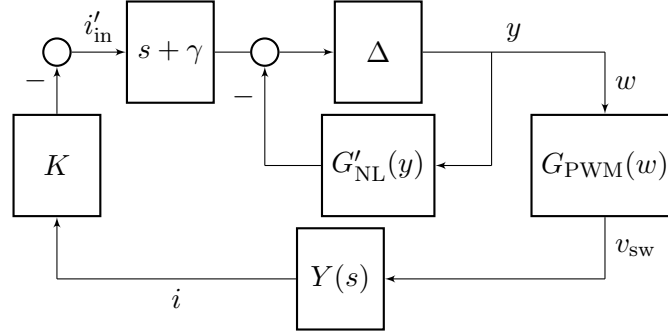 i′in
s + γ
Δ
y
w
−
−
K
G′NL(y)
GPWM(w)
vsw
Y(s)
i